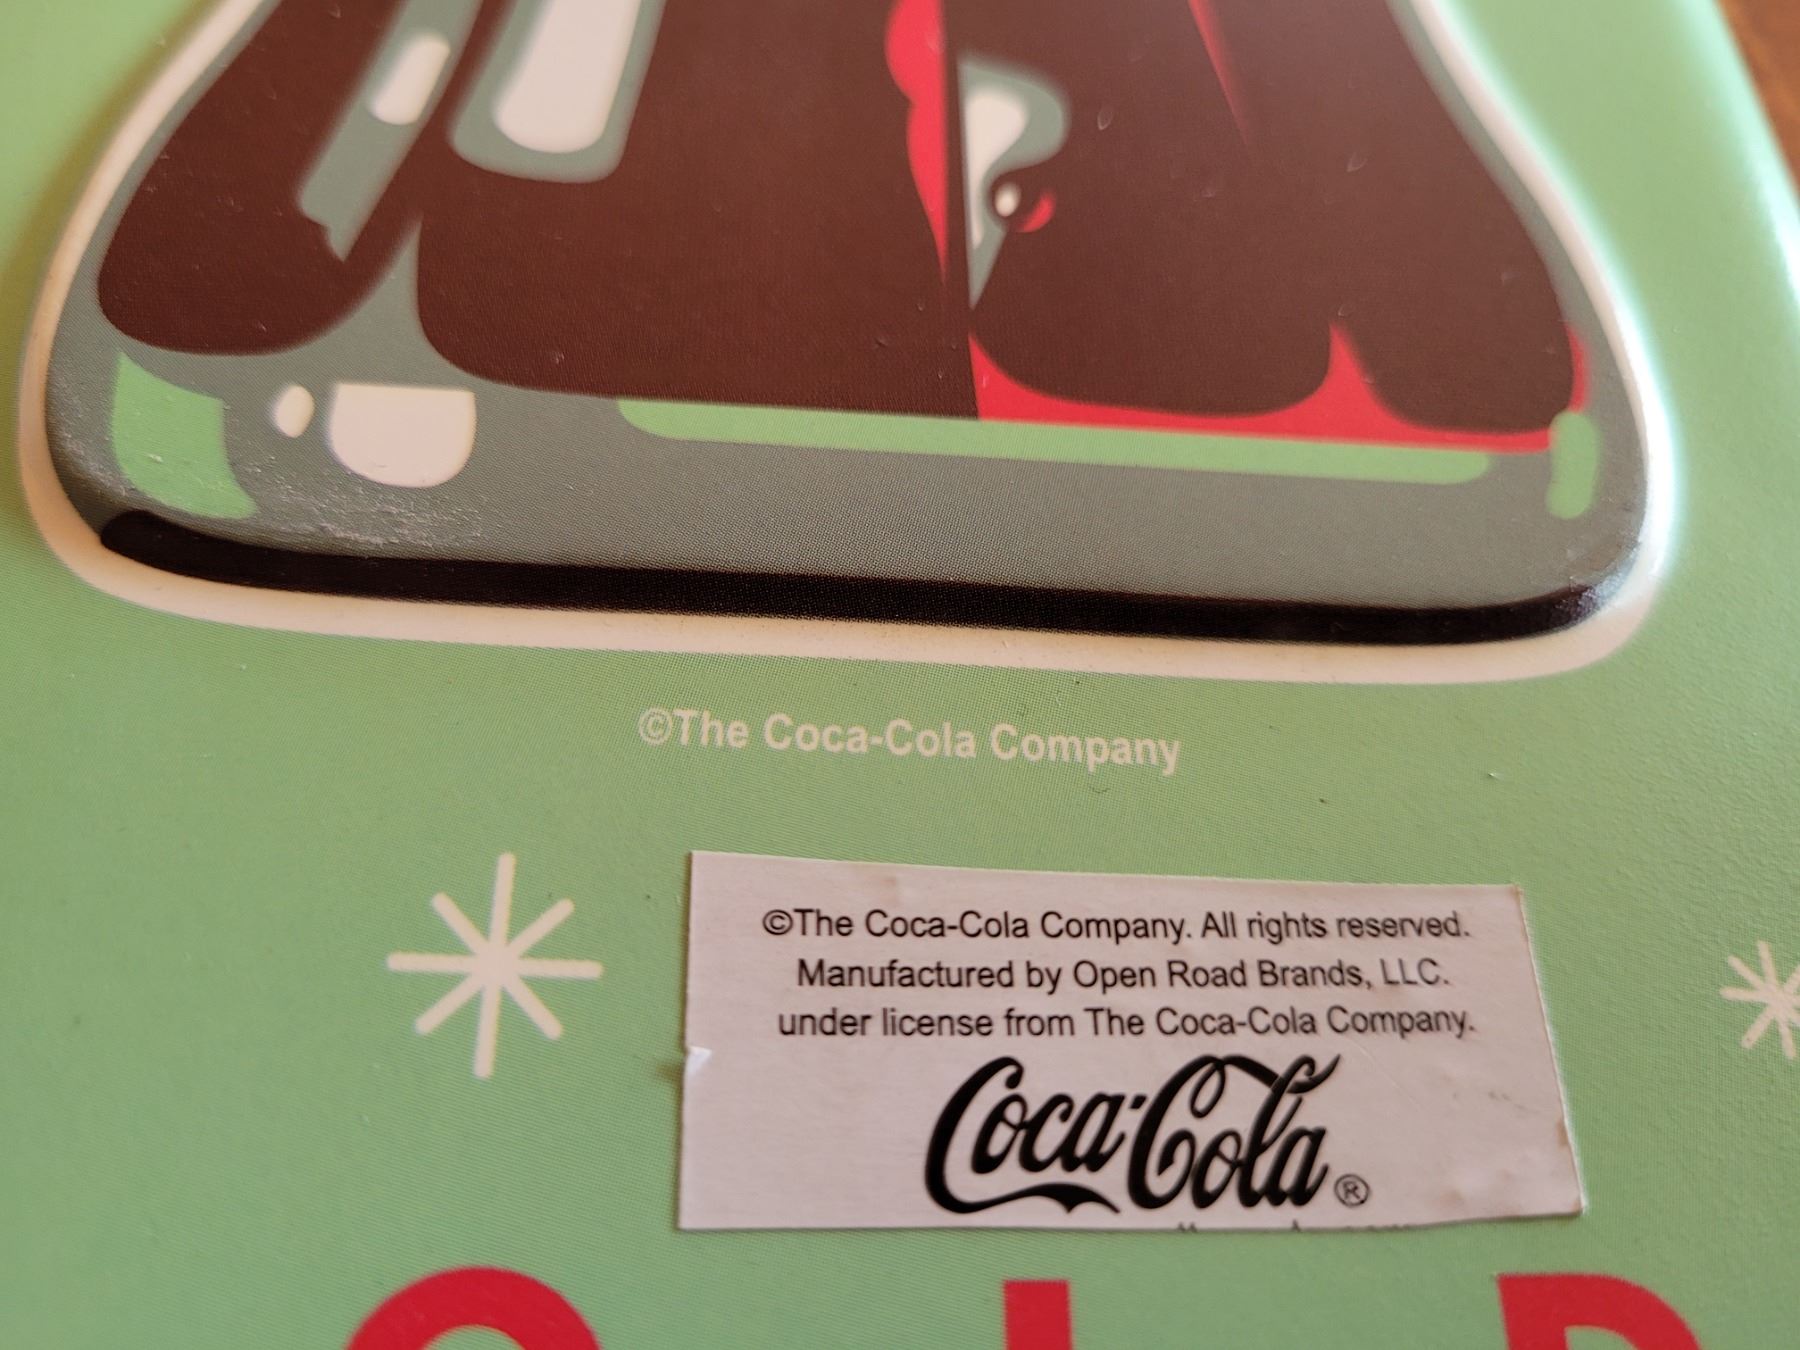 ©The Coca-Cola Company
©The Coca-Cola Company. All rights reserved.
Manufactured by Open Road Brands, LLC.
under license from The Coca-Cola Company.
Coca-Cola®